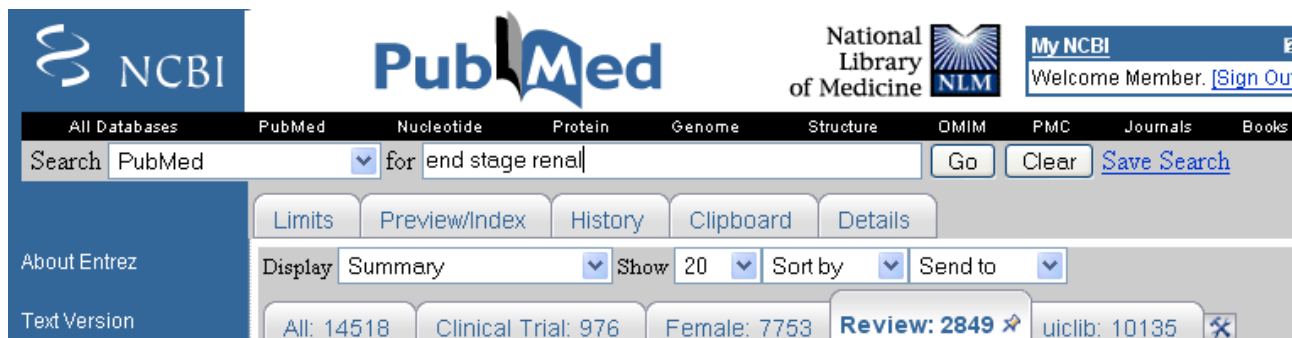 NCBI
PubMed
National
Library
of Medicine
NLM
My NCBI
Welcome Member. [Sign Out
All Databases PubMed Nucleotide Protein Genome Structure OMIM PMC Journals Books
Search PubMed for end stage renal Go Clear Save Search
Limits Preview/Index History Clipboard Details
About Entrez
Display Summary Show 20 Sort by Send to
Text Version
All: 14518 Clinical Trial: 976 Female: 7753 Review: 2849 uiclib: 10135